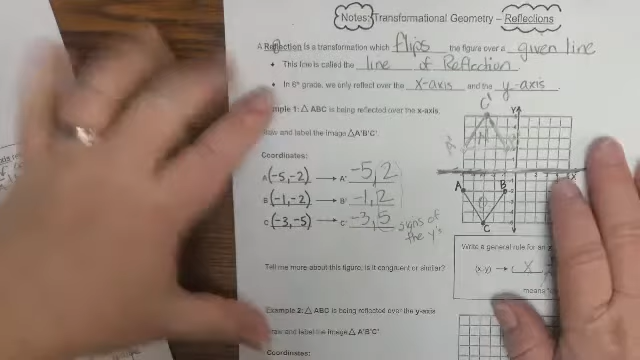 Notes: Transformational Geometry – Reflections
A Reflection is a transformation which flips the figure over a given line
This line is called the line of Reflection
In 6th grade, we only reflect over the x-axis and the y-axis
Example 1: △ ABC is being reflected over the x-axis.
Draw and label the image △A'B'C'.
Coordinates:
A (-5,-2) → A' -5,2
B (-1,-2) → B' -1,2
C (-3,-5) → C' -3,5
signs of
the y's
C'
Y
X
A B
C
Write a general rule for an
(x,y) → x
means
Tell me more about this figure, is it congruent or similar?
Example 2: △ ABC is being reflected over the y-axis
Draw and label the image △ A'B'C'.
Coordinates: